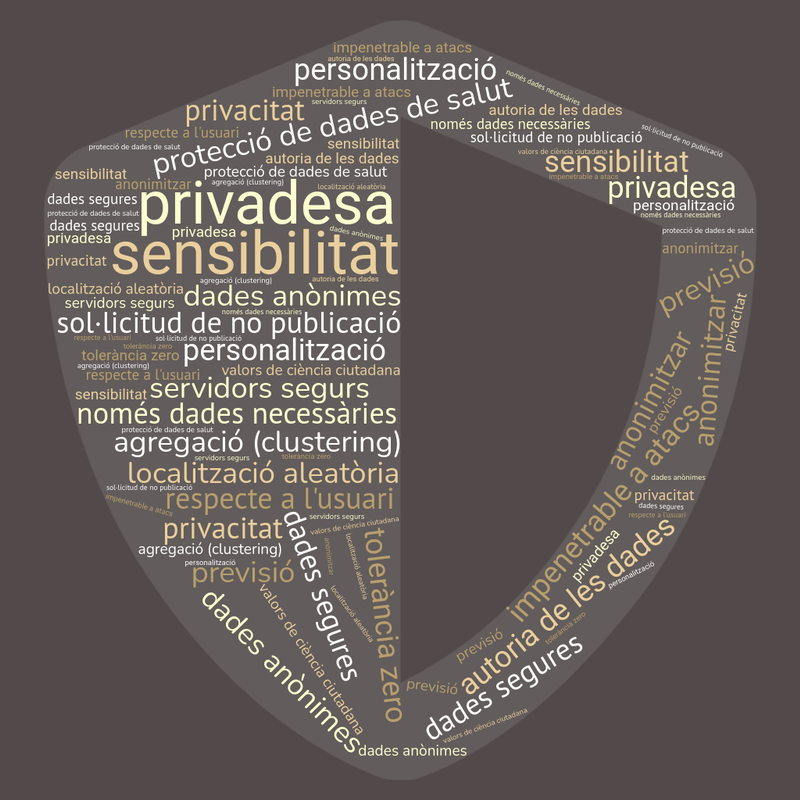 impenetrable a atacs
autoria de les dades
personalització
només dades necessàries
impenetrable a atacs
servidors segurs
privacitat
protecció de dades de salut
autoria de les dades
només dades necessàries
sol·licitud de no publicació
sol·licitud de no publicació
respecte a l'usuari
protecció de dades de salut
sensibilitat
autoria de les dades
valors de ciència ciutadana
sensibilitat
impenetrable a atacs
protecció de dades de salut
sensibilitat
anonimitzar
agregació (clustering)
localització aleatòria
privadesa
personalització
només dades necessàries
dades segures
protecció de dades de salut
dades segures
privadesa
privadesa
privadesa
dades anònimes
protecció de dades de salut
sensibilitat
anonimitzar
privacitat
previsió
agregació (clustering)
autoria de les dades
localització aleatòria
servidors segurs
dades anònimes
només dades necessàries
sol·licitud de no publicació
privacitat
anonimitzar
respecte a l'usuari
sol·licitud de no publicació
tolerància zero
tolerància zero
personalització
agregació (clustering)
respecte a l'usuari
valors de ciència ciutadana
sensibilitat
servidors segurs
anonimitzar
previsió
només dades necessàries
protecció de dades de salut
agregació (clustering)
servidors segurs
tolerància zero
localització aleatòria
impenetrable a atacs
dades anònimes
sol·licitud de no publicació
impenetrable a atacs
respecte a l'usuari
privacitat
dades segures
respecte a l'usuari
privacitat
dades segures
servidors segurs
valors de ciència ciutadana
agregació (clustering)
personalització
previsió
anonimitzar
localització aleatòria
tolerància zero
autoria de les dades
privadesa
personalització
dades anònimes
valors de ciència ciutadana
localització aleatòria
tolerància zero
previsió
previsió
dades segures
valors de ciència ciutadana
dades anònimes